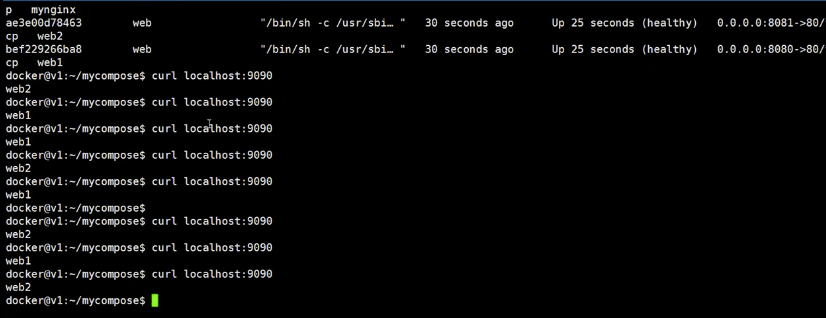 p   mynginx
ae3e00d78463        web                 "/bin/sh -c /usr/sbi… "   30 seconds ago      Up 25 seconds (healthy)   0.0.0.0:8081->80/
cp   web2
bef229266ba8        web                 "/bin/sh -c /usr/sbi… "   30 seconds ago      Up 25 seconds (healthy)   0.0.0.0:8080->80/
cp   web1
docker@v1:~/mycompose$ curl localhost:9090
web2
docker@v1:~/mycompose$ curl localhost:9090
web1
docker@v1:~/mycompose$ curl localhost:9090
web1
docker@v1:~/mycompose$ curl localhost:9090
web2
docker@v1:~/mycompose$ curl localhost:9090
web1
docker@v1:~/mycompose$
docker@v1:~/mycompose$ curl localhost:9090
web2
docker@v1:~/mycompose$ curl localhost:9090
web1
docker@v1:~/mycompose$ curl localhost:9090
web2
docker@v1:~/mycompose$